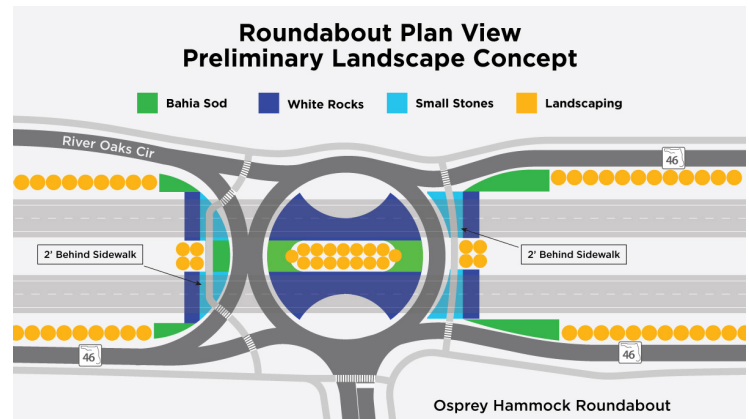 Roundabout Plan View
Preliminary Landscape Concept
Bahia Sod
White Rocks
Small Stones
Landscaping
River Oaks Cir
46
2' Behind Sidewalk
2' Behind Sidewalk
46
46
Osprey Hammock Roundabout